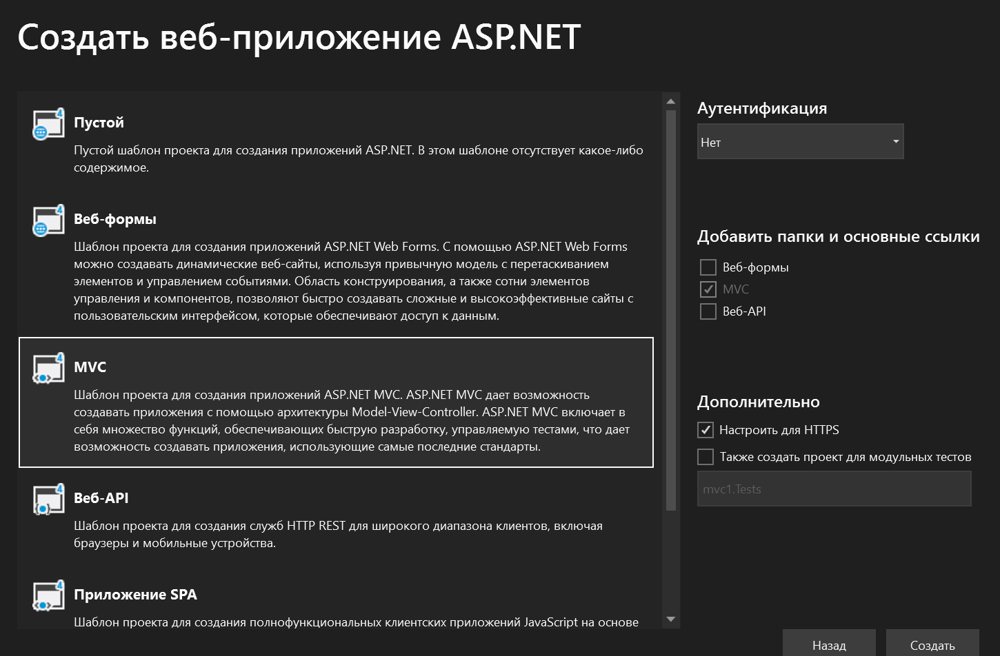 Создать веб-приложение ASP.NET
4
Пустой
Пустой шаблон проекта для создания приложений ASP.NET. В этом шаблоне отсутствует какое-либо
содержимое.
4
Веб-формы
Шаблон проекта для создания приложений ASP.NET Web Forms. С помощью ASP.NET Web Forms
можно создавать динамические веб-сайты, используя привычную модель с перетаскиванием
элементов и управлением событиями. Область конструирования, а также сотни элементов
управления и компонентов, позволяют быстро создавать сложные и высокоэффективные сайты с
пользовательским интерфейсом, которые обеспечивают доступ к данным.
4
MVC
Шаблон проекта для создания приложений ASP.NET MVC. ASP.NET MVC дает возможность
создавать приложения с помощью архитектуры Model-View-Controller. ASP.NET MVC включает в
себя множество функций, обеспечивающих быструю разработку, управляемую тестами, что дает
возможность создавать приложения, использующие самые последние стандарты.
4
Веб-API
Шаблон проекта для создания служб HTTP REST для широкого диапазона клиентов, включая
браузеры и мобильные устройства.
4
Приложение SPA
Шаблон проекта для создания полнофункциональных клиентских приложений JavaScript на основе
Аутентификация
Нет
Добавить папки и основные ссылки
Веб-формы
MVC
Веб-API
Дополнительно
Настроить для HTTPS
Также создать проект для модульных тестов
mvc1.Tests
Назад
Создать